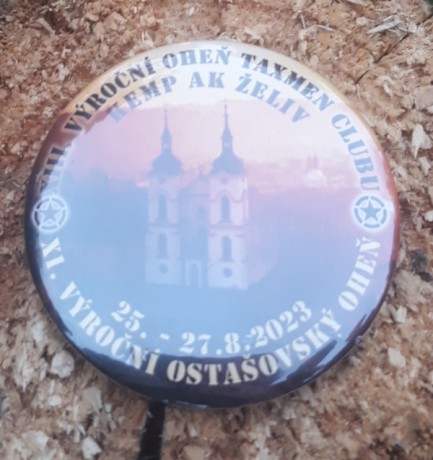 VÝROČNÍ OHEŇ TAXMEN CLUBU
KEMP AK ŽELIV
25. - 27.8.2023
XI. VÝROČNÍ OSTAŠOVSKÝ OHEŇ